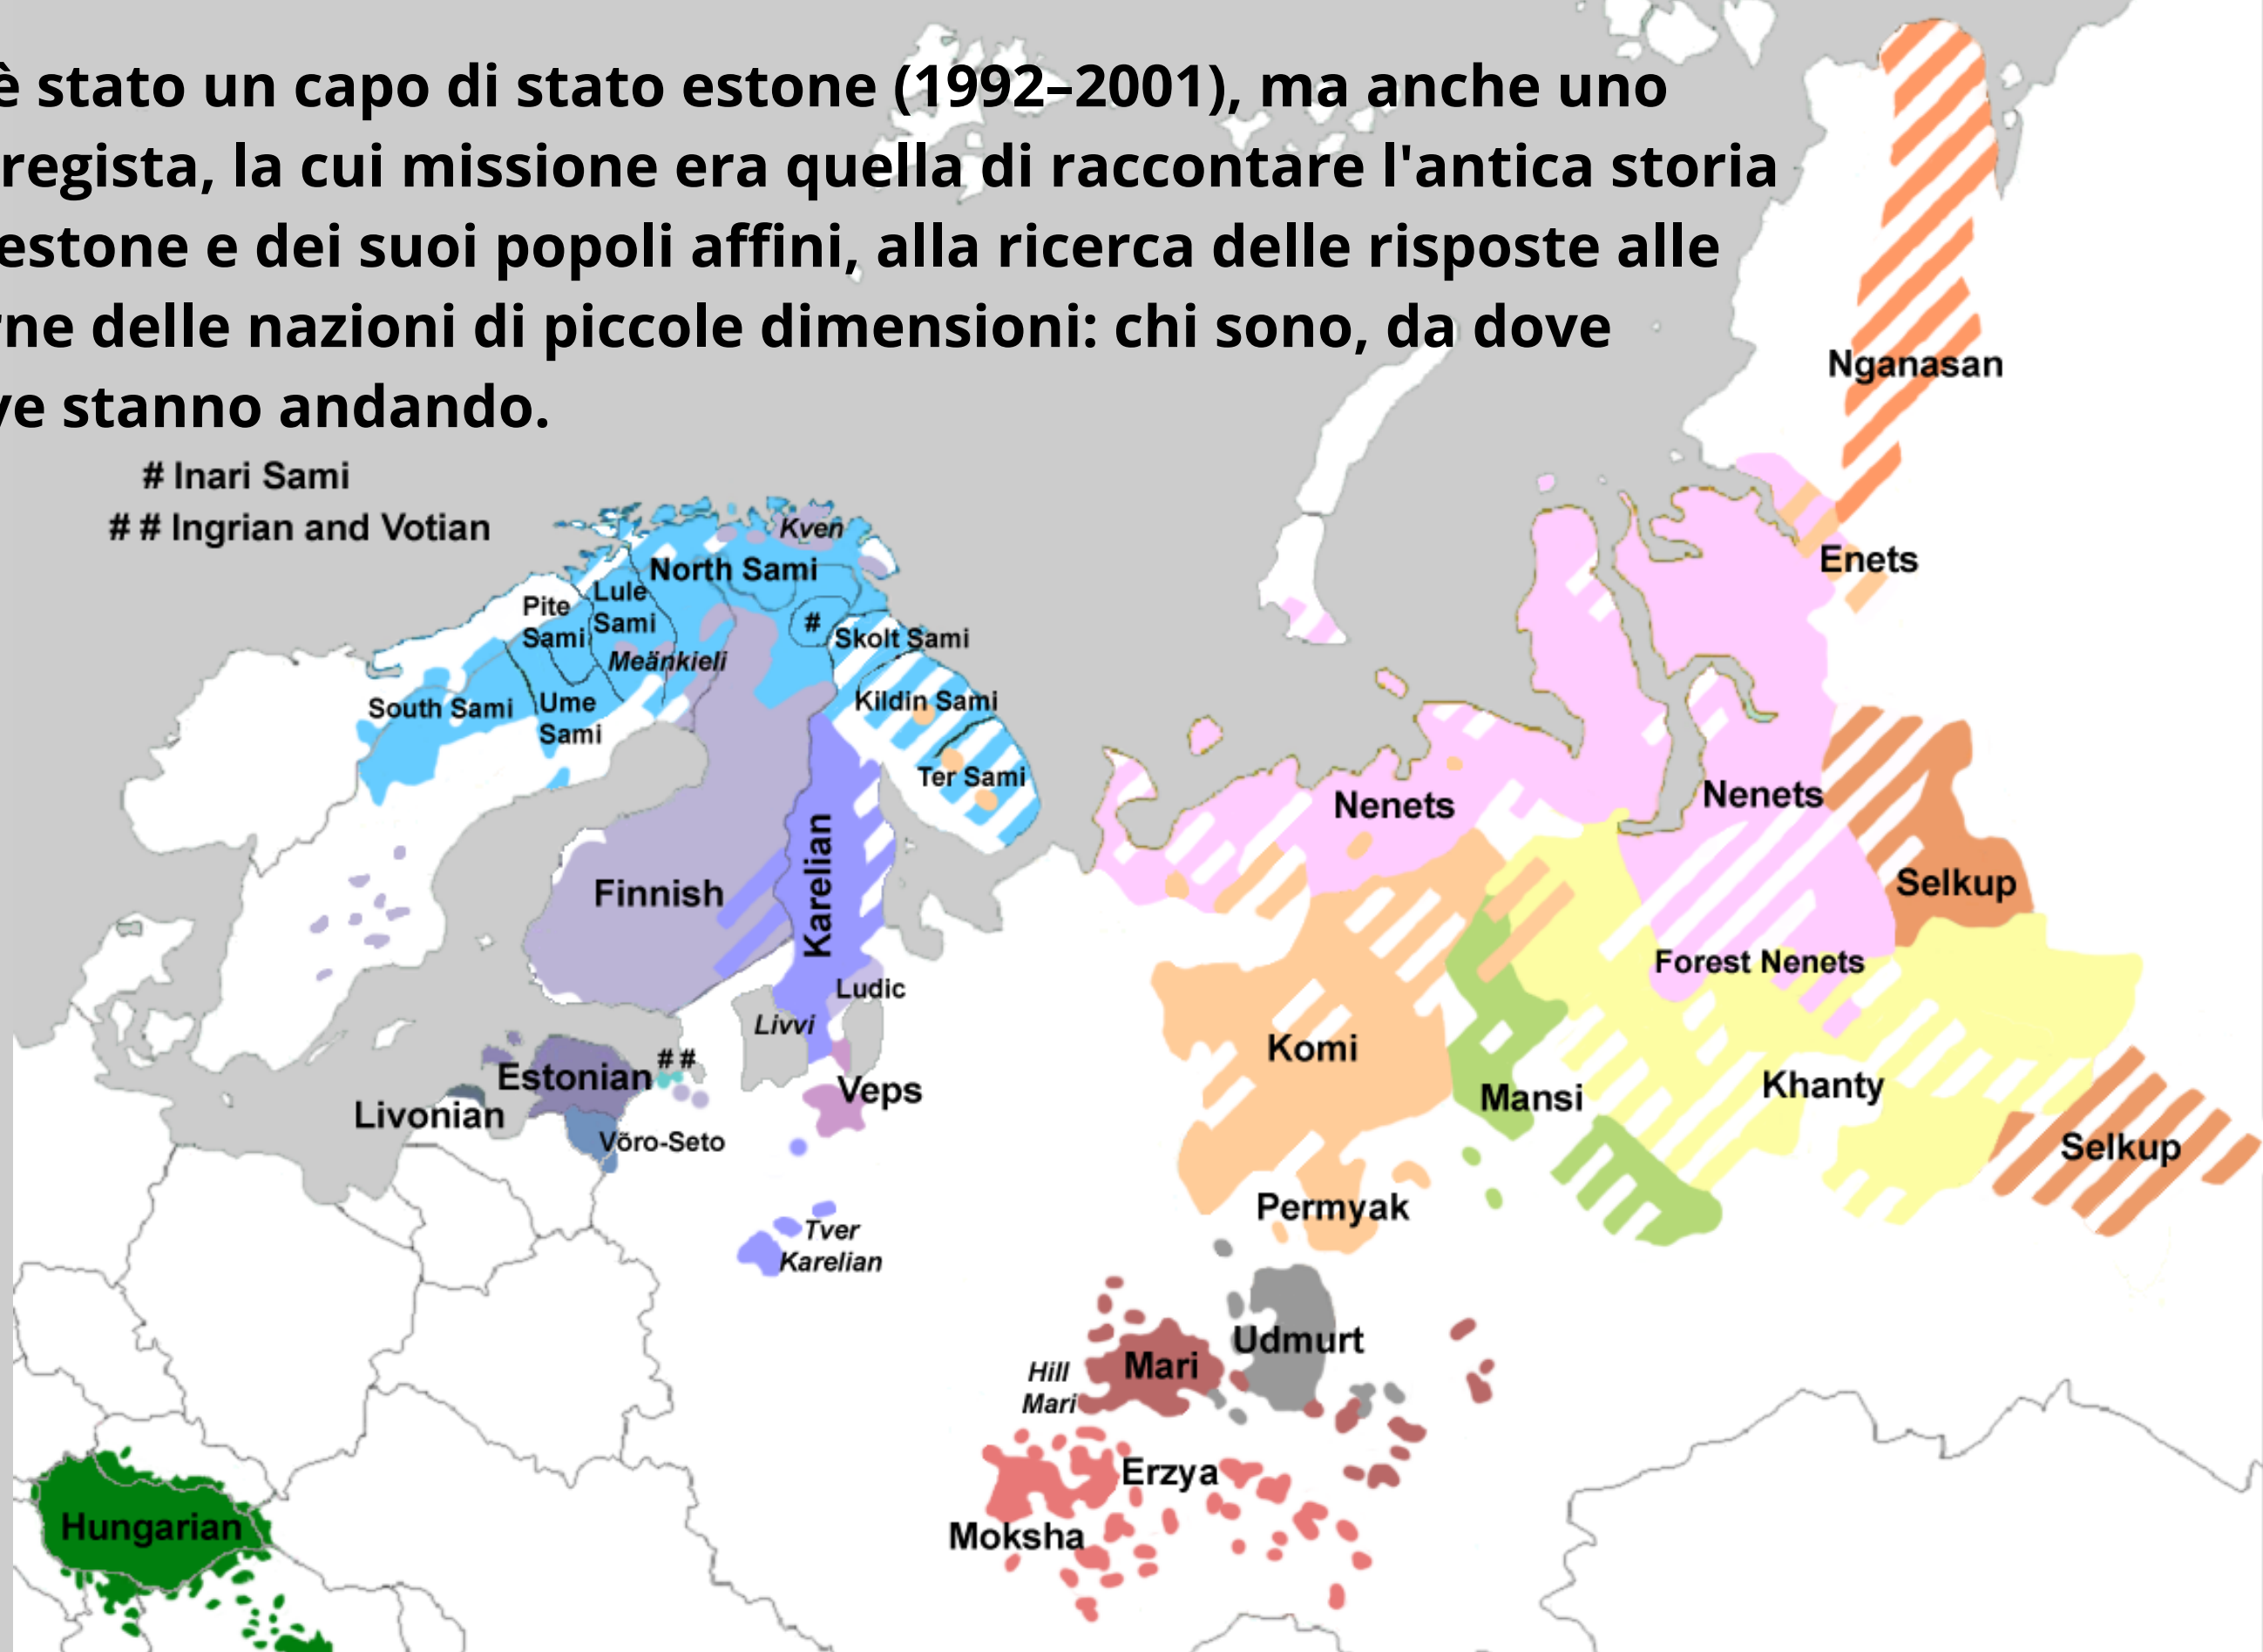 è stato un capo di stato estone (1992–2001), ma anche uno
regista, la cui missione era quella di raccontare l'antica storia
estone e dei suoi popoli affini, alla ricerca delle risposte alle
rne delle nazioni di piccole dimensioni: chi sono, da dove
ve stanno andando.
# Inari Sami
# # Ingrian and Votian
Kven
North Sami
Nganasan
Enets
Lule
Sami
Pite
Sami
#
Skolt Sami
Meänkieli
Kildin Sami
South Sami
Ume
Sami
Ter Sami
Nenets
Nenets
Karelian
Finnish
Selkup
Forest Nenets
Ludic
Livvi
Komi
# #
Estonian
Veps
Mansi
Khanty
Livonian
Võro-Seto
Selkup
Permyak
Tver
Karelian
Udmurt
Mari
Hill
Mari
Erzya
Moksha
Hungarian